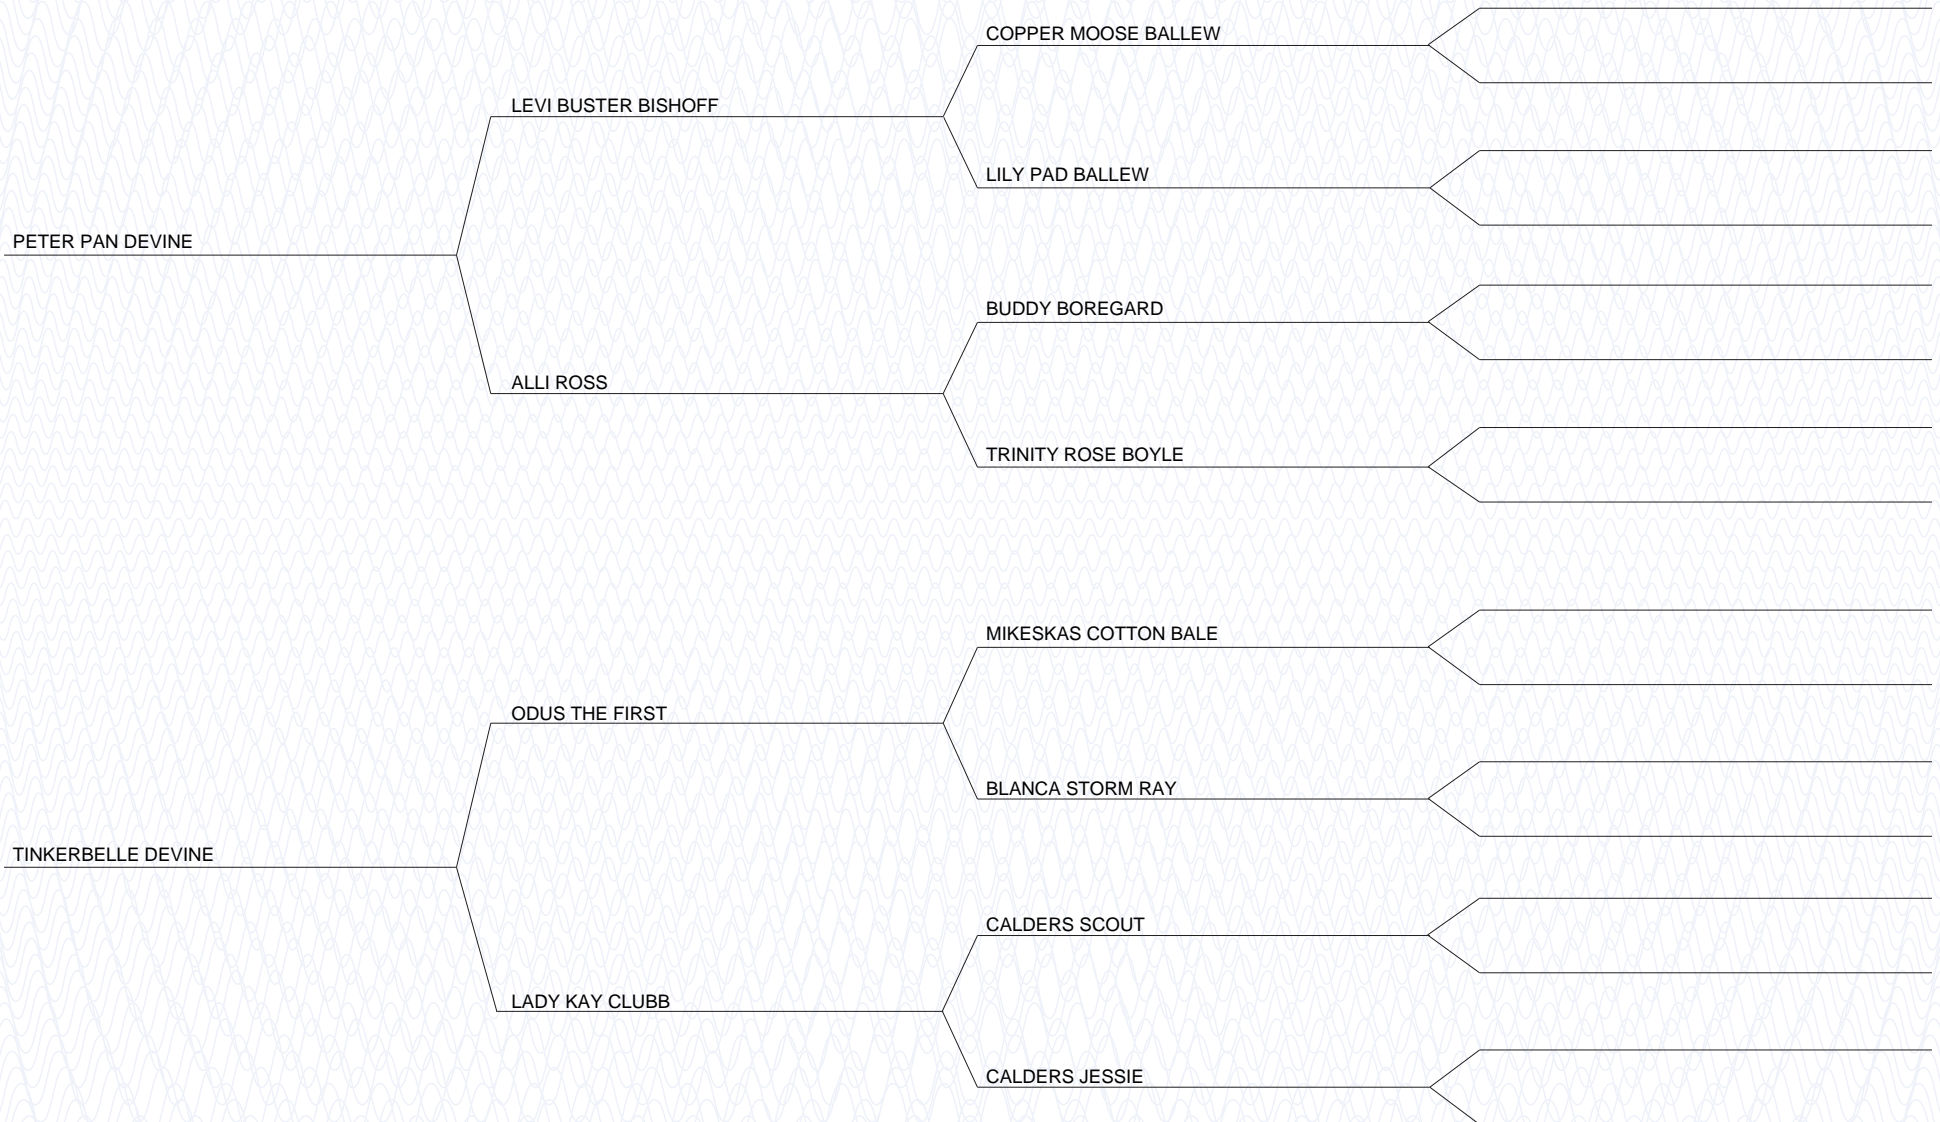 COPPER MOOSE BALLEW
LEVI BUSTER BISHOFF
LILY PAD BALLEW
PETER PAN DEVINE
BUDDY BOREGARD
ALLI ROSS
TRINITY ROSE BOYLE
MIKESKAS COTTON BALE
ODUS THE FIRST
BLANCA STORM RAY
TINKERBELLE DEVINE
CALDERS SCOUT
LADY KAY CLUBB
CALDERS JESSIE